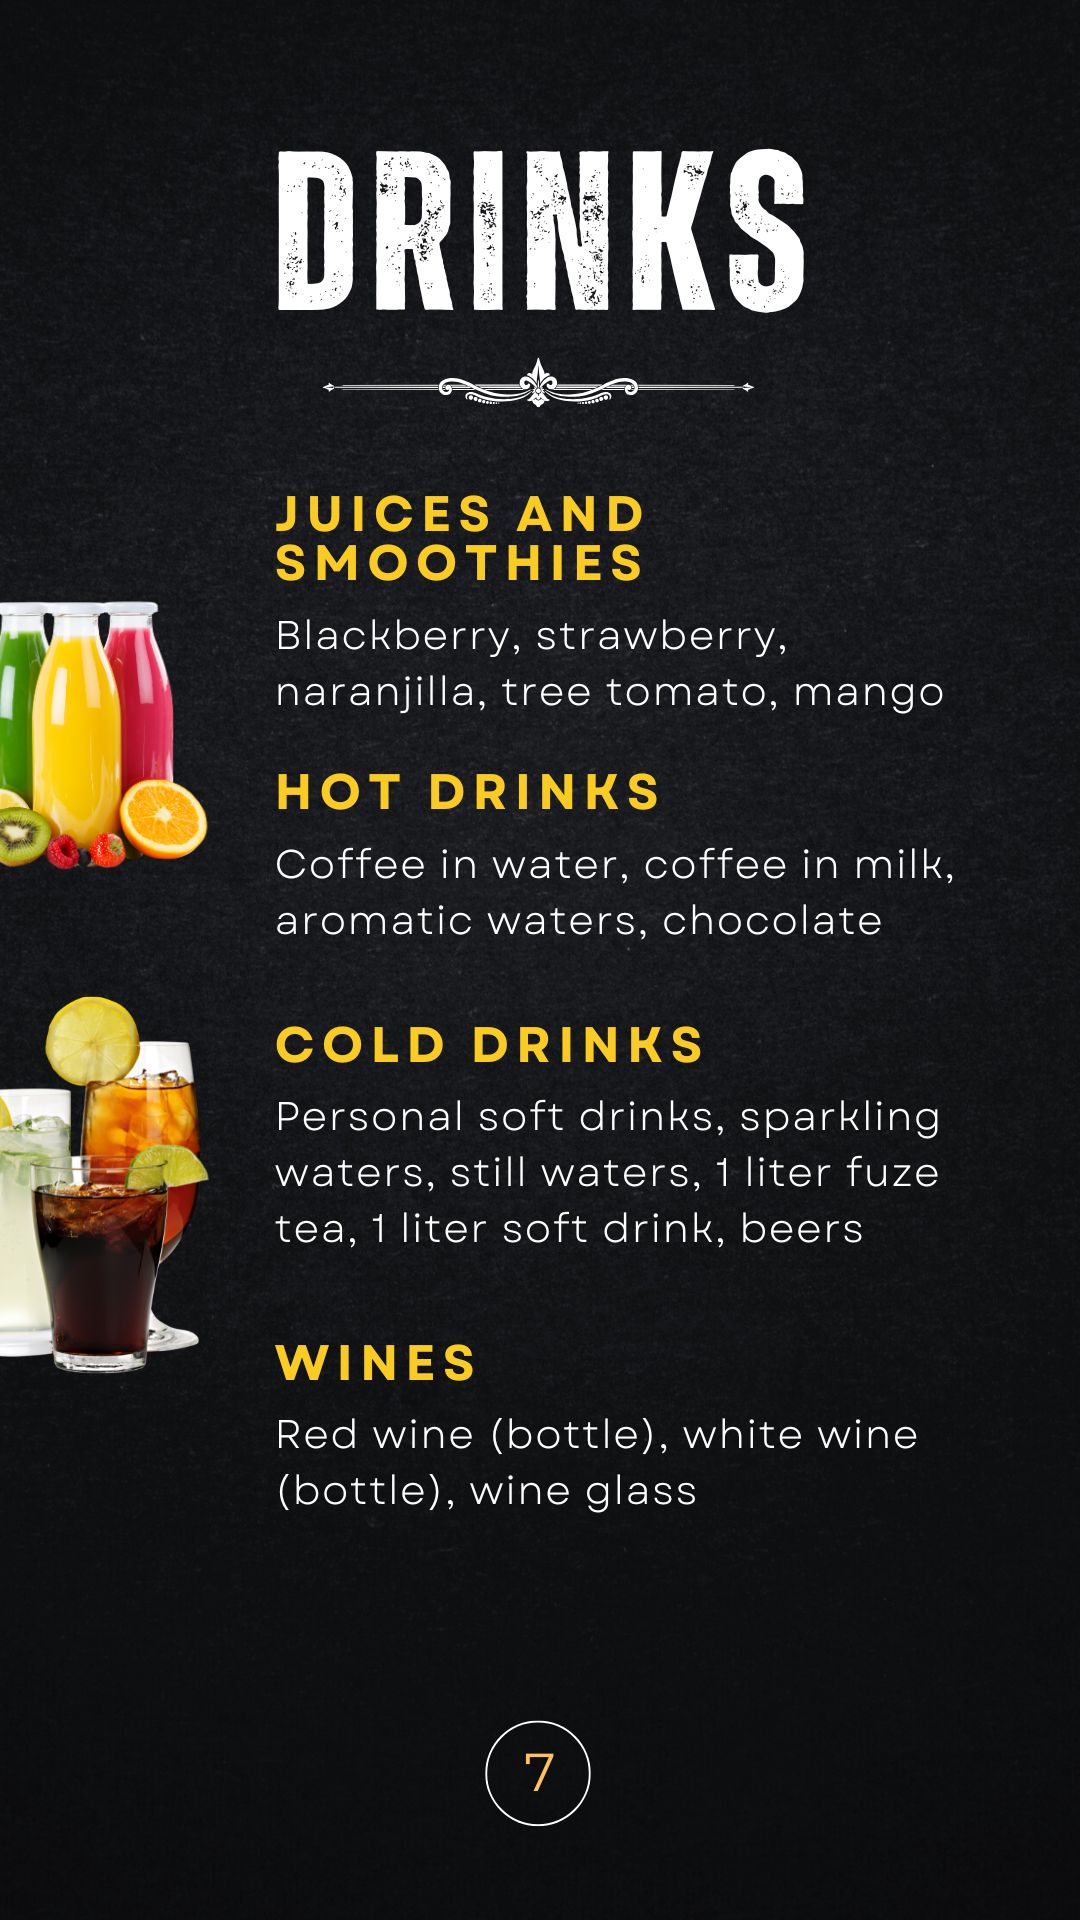 DRINKS
JUICES AND
SMOOTHIES
Blackberry, strawberry,
naranjilla, tree tomato, mango
HOT DRINKS
Coffee in water, coffee in milk,
aromatic waters, chocolate
COLD DRINKS
Personal soft drinks, sparkling
waters, still waters, 1 liter fuze
tea, 1 liter soft drink, beers
WINES
Red wine (bottle), white wine
(bottle), wine glass
7